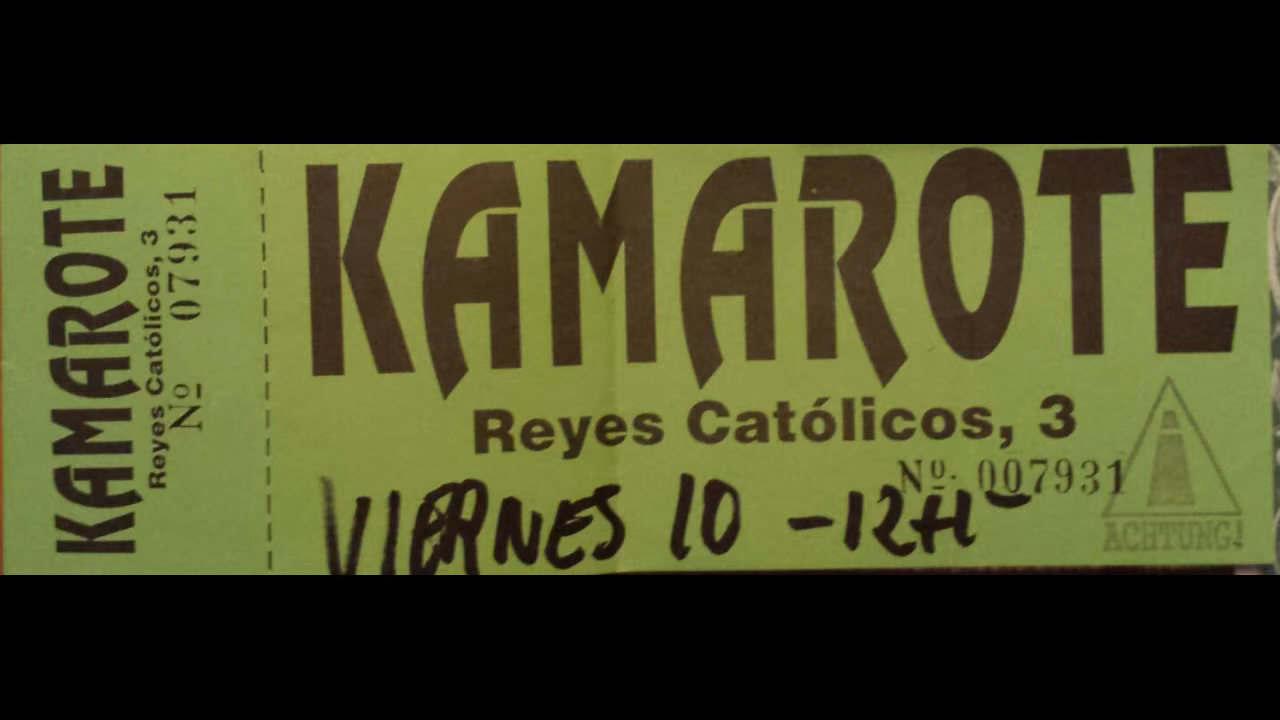 KAMAROTE
Reyes Católicos, 3
Nº 07931
KAMAROTE
Reyes Católicos, 3
Nº. 007931
VIERNES 10 - 12H
ACHTUNG!